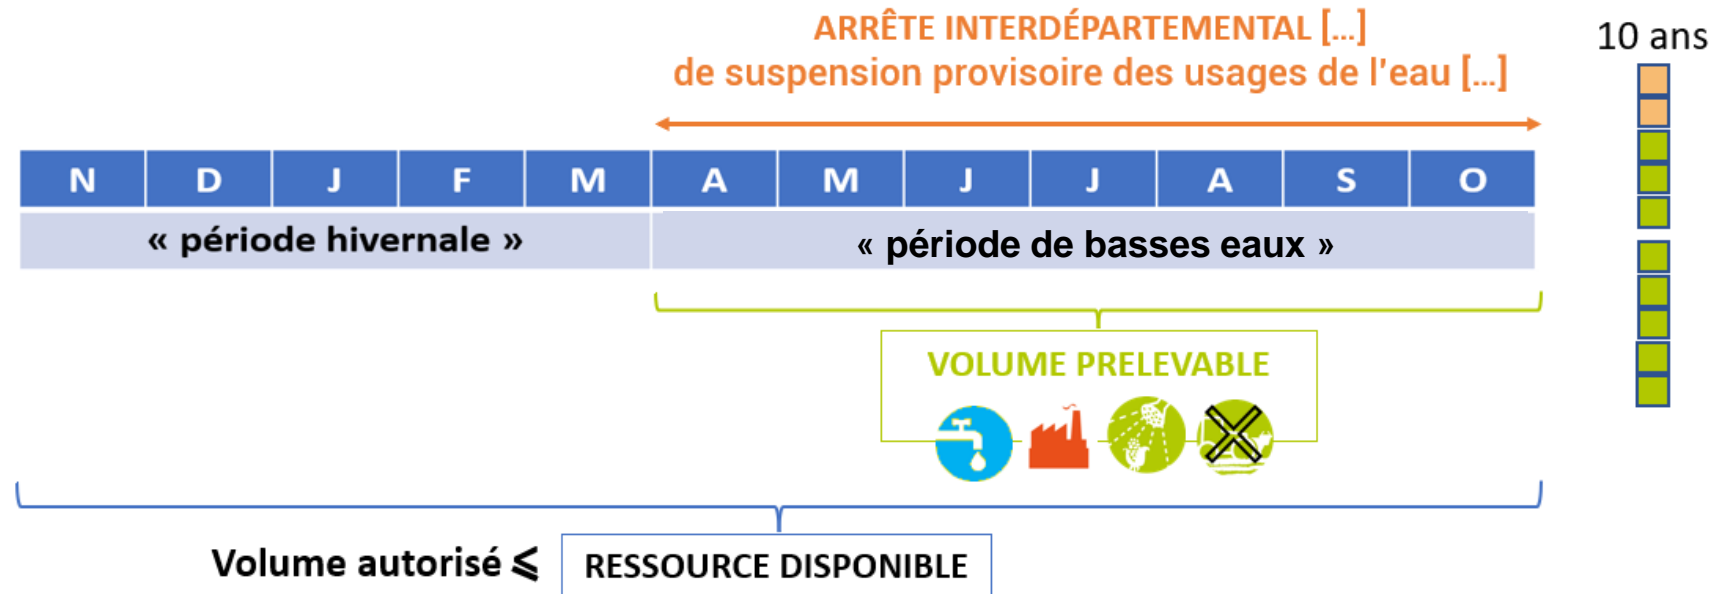 ARRÊTE INTERDÉPARTEMENTAL [...]
de suspension provisoire des usages de l'eau [...]
10 ans
N D J F M A M J J A S O
« période hivernale » « période de basses eaux »
VOLUME PRELEVABLE
Volume autorisé ⩽ RESSOURCE DISPONIBLE